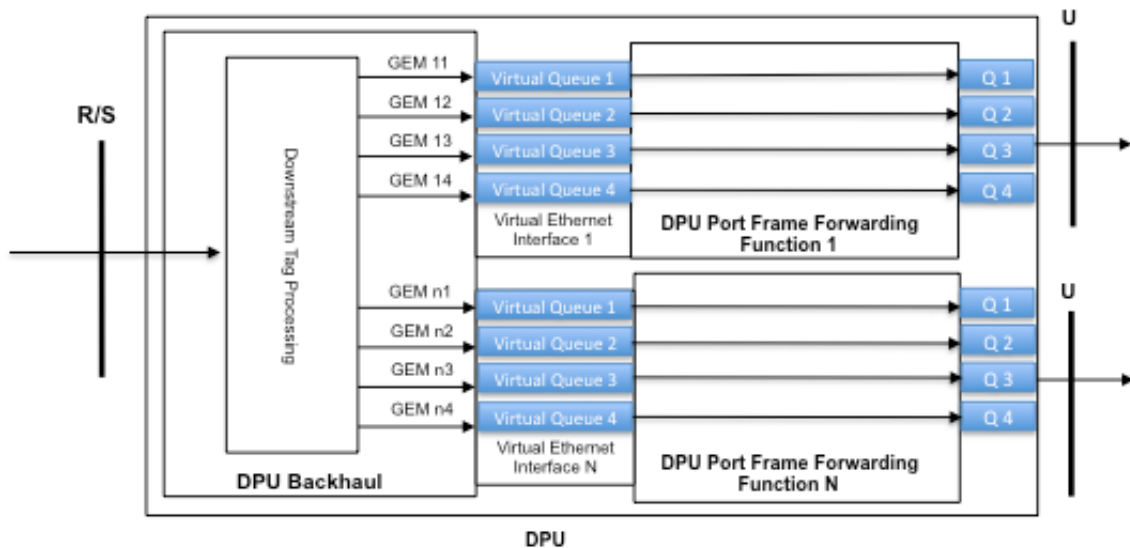 U
R/S
Downstream Tag Processing
GEM 11
GEM 12
GEM 13
GEM 14
Virtual Queue 1
Virtual Queue 2
Virtual Queue 3
Virtual Queue 4
Virtual Ethernet
Interface 1
DPU Port Frame Forwarding
Function 1
Q 1
Q 2
Q 3
Q 4
U
GEM n1
GEM n2
GEM n3
GEM n4
Virtual Queue 1
Virtual Queue 2
Virtual Queue 3
Virtual Queue 4
Virtual Ethernet
Interface N
DPU Port Frame Forwarding
Function N
Q 1
Q 2
Q 3
Q 4
DPU Backhaul
DPU